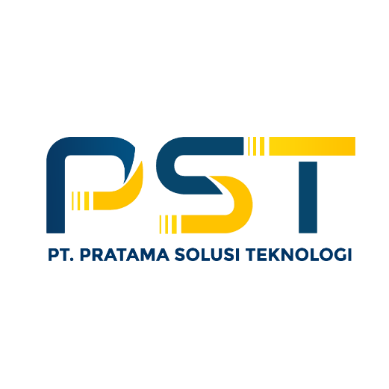 PST
PT. PRATAMA SOLUSI TEKNOLOGI